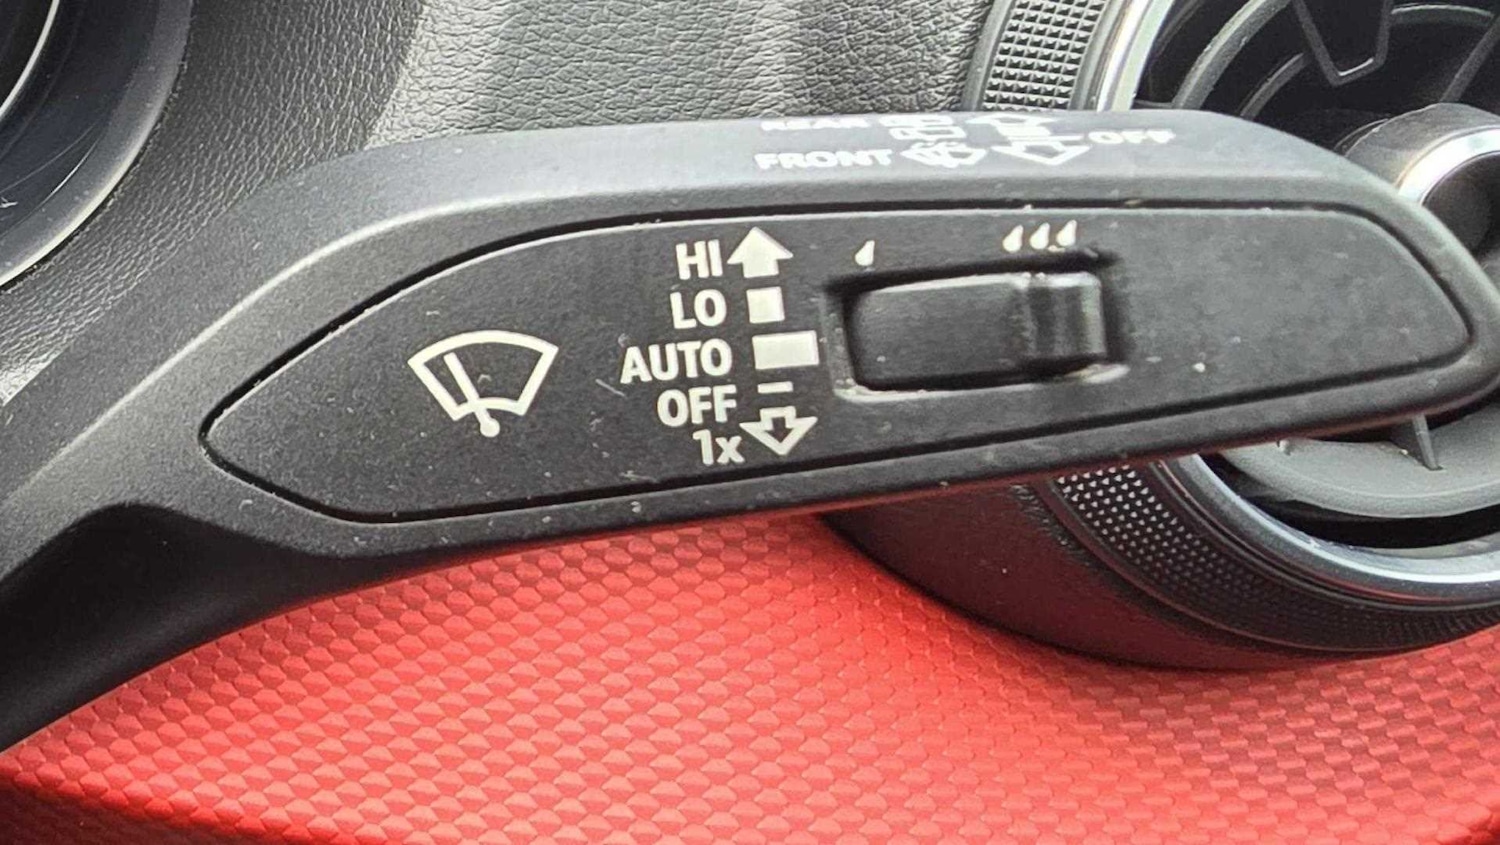 REAR
FRONT OFF
HI
LO
AUTO
OFF
1x